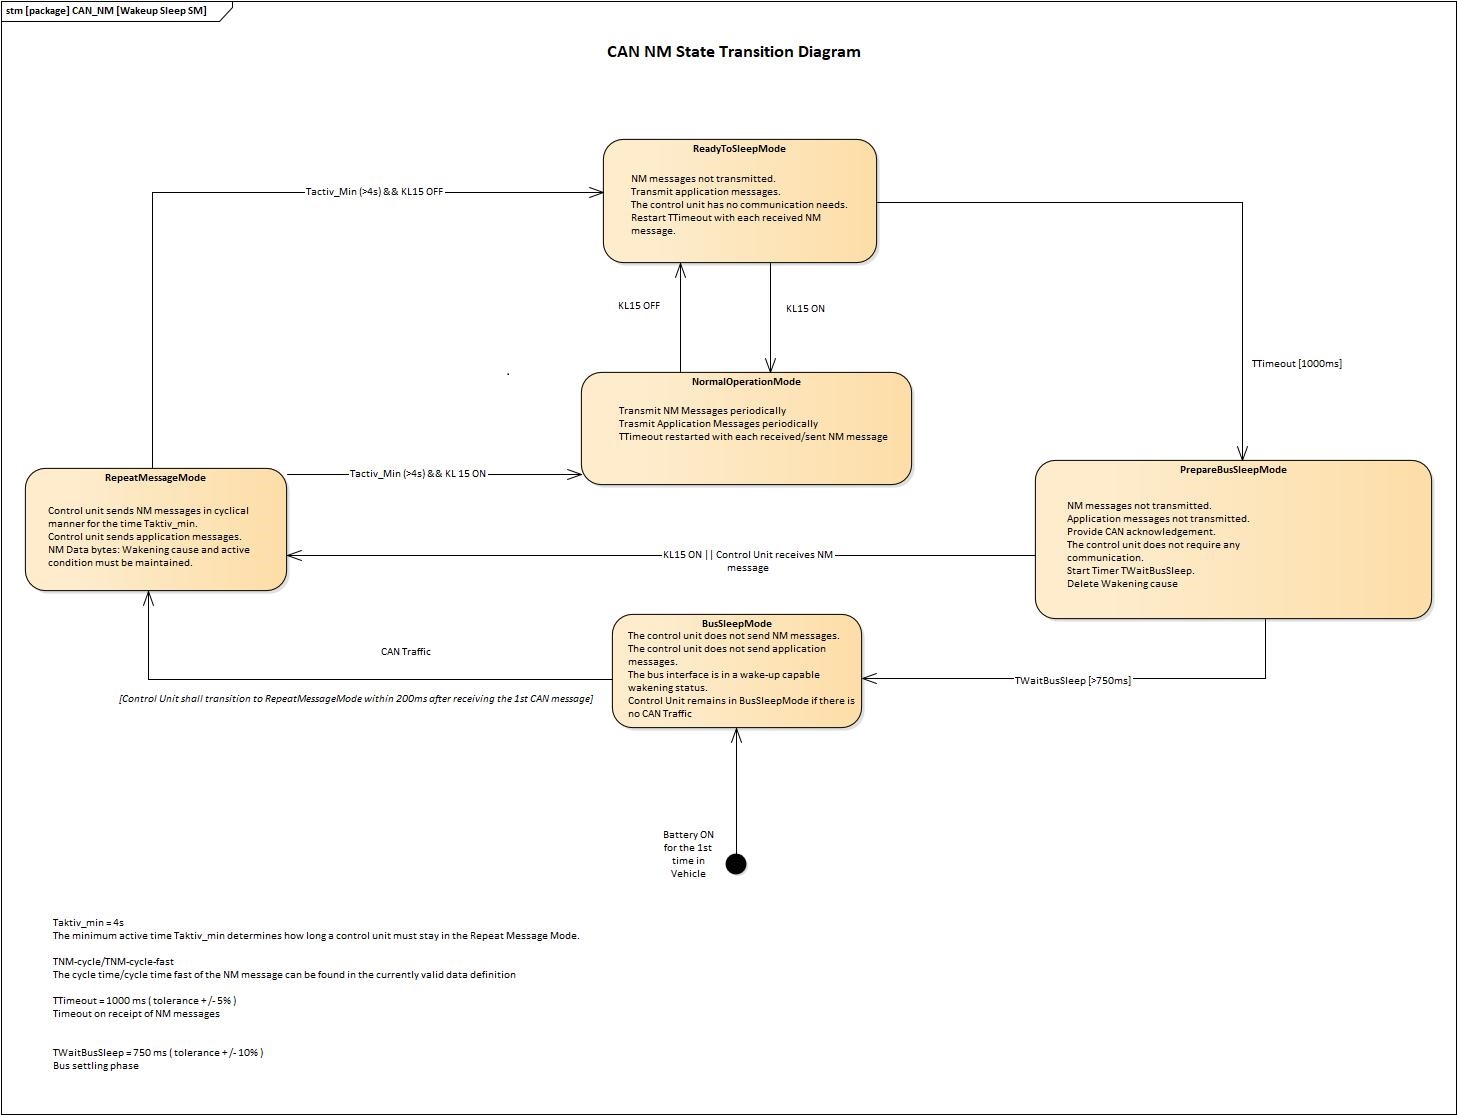 stm [package] CAN_NM [Wakeup Sleep SM]
CAN NM State Transition Diagram
ReadyToSleepMode
NM messages not transmitted.
Transmit application messages.
The control unit has no communication needs.
Restart TTimeout with each received NM
message.
Tactiv_Min (>4s) && KL15 OFF
KL15 OFF
KL15 ON
TTimeout [1000ms]
NormalOperationMode
Transmit NM Messages periodically
Trasmit Application Messages periodically
TTimeout restarted with each received/sent NM message
Tactiv_Min (>4s) && KL 15 ON
RepeatMessageMode
Control unit sends NM messages in cyclical
manner for the time Taktiv_min.
Control unit sends application messages.
NM Data bytes: Wakening cause and active
condition must be maintained.
PrepareBusSleepMode
NM messages not transmitted.
Application messages not transmitted.
Provide CAN acknowledgement.
The control unit does not require any
communication.
Start Timer TWaitBusSleep.
Delete Wakening cause
KL15 ON || Control Unit receives NM
message
BusSleepMode
The control unit does not send NM messages.
The control unit does not send application
messages.
The bus interface is in a wake-up capable
wakening status.
Control Unit remains in BusSleepMode if there is
no CAN Traffic
CAN Traffic
[Control Unit shall transition to RepeatMessageMode within 200ms after receiving the 1st CAN message]
TWaitBusSleep [>750ms]
Battery ON
for the 1st
time in
Vehicle
Taktiv_min = 4s
The minimum active time Taktiv_min determines how long a control unit must stay in the Repeat Message Mode.
TNM-cycle/TNM-cycle-fast
The cycle time/cycle time fast of the NM message can be found in the currently valid data definition
TTimeout = 1000 ms ( tolerance +/- 5% )
Timeout on receipt of NM messages
TWaitBusSleep = 750 ms ( tolerance +/- 10% )
Bus settling phase